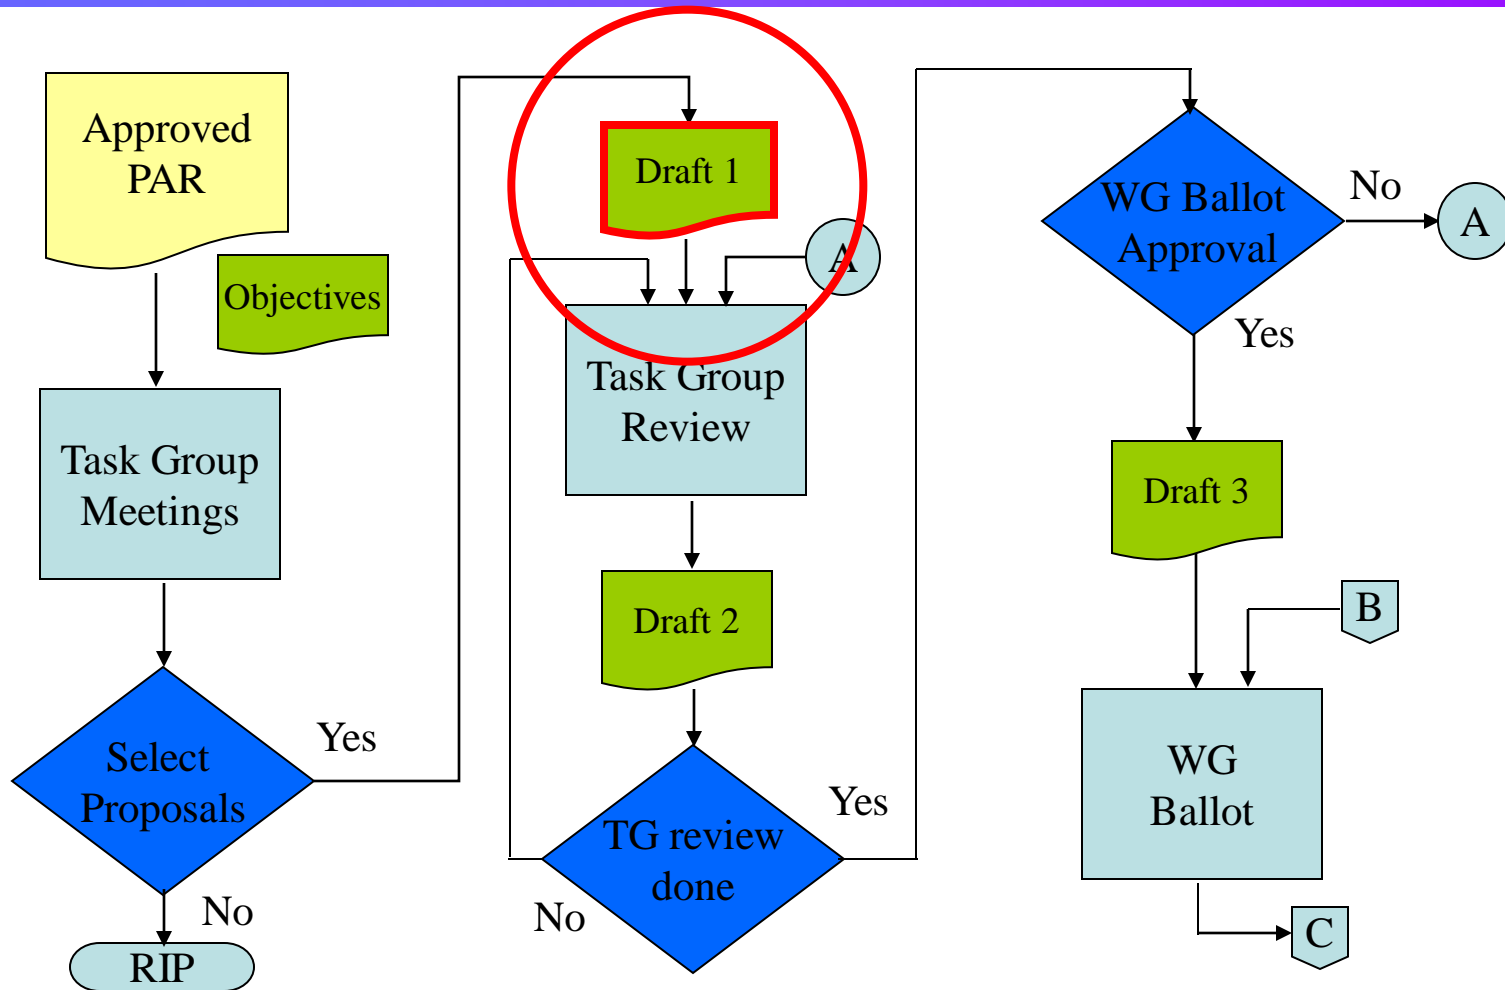 Approved
PAR
Objectives
Task Group
Meetings
Select
Proposals
Yes
No
RIP
Draft 1
A
Task Group
Review
Draft 2
TG review
done
Yes
No
WG Ballot
Approval
No
A
Yes
Draft 3
B
WG
Ballot
C